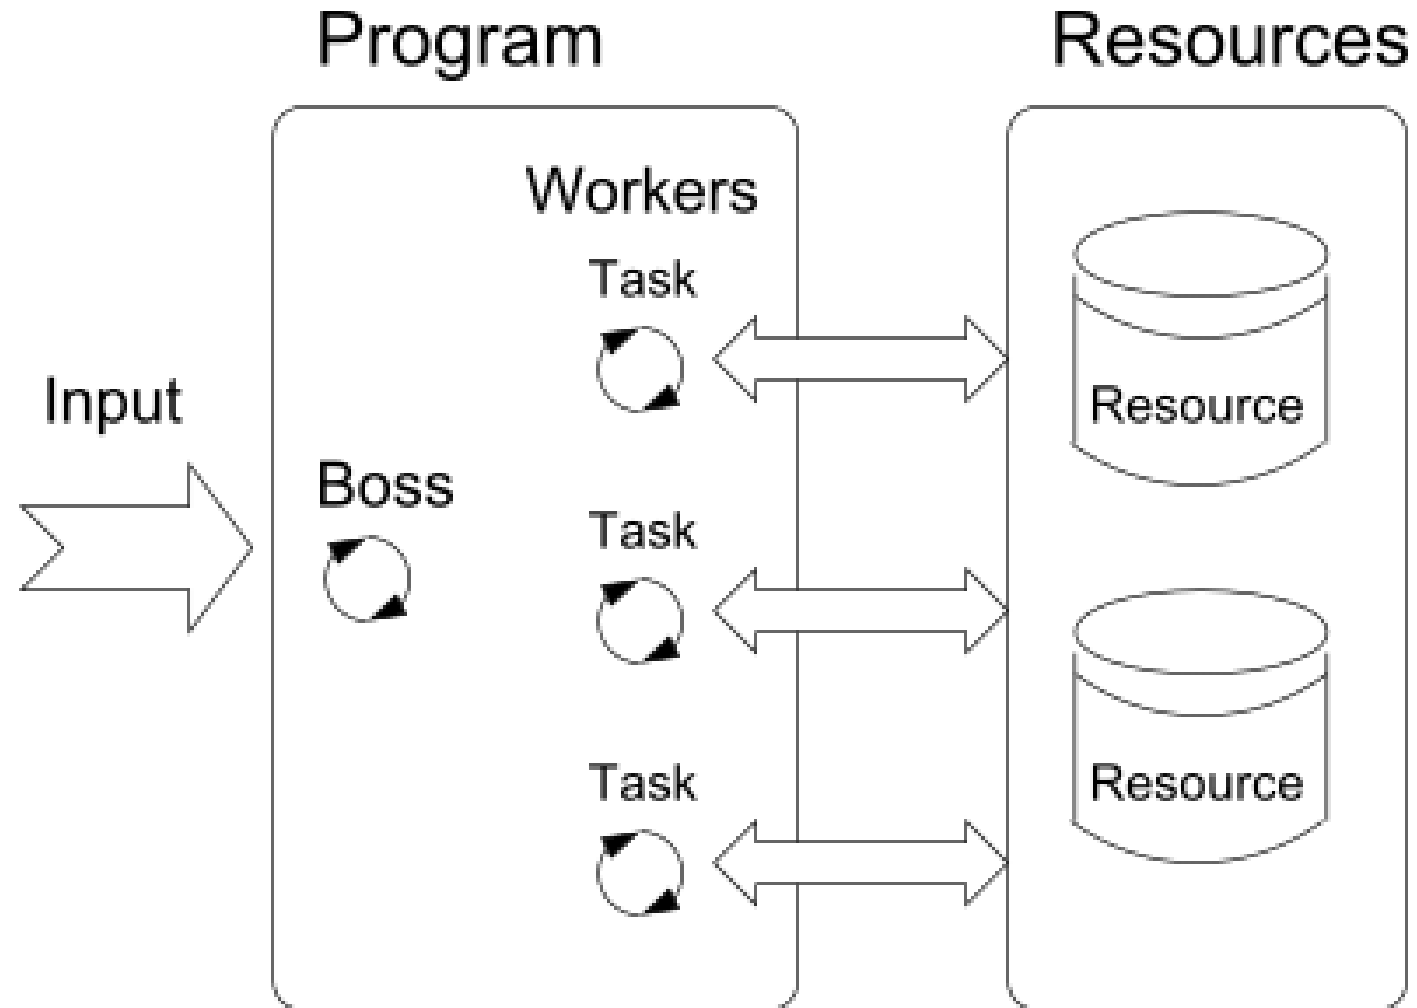 Program
Resources
Workers
Task
Input
Resource
Boss
Task
Task
Resource